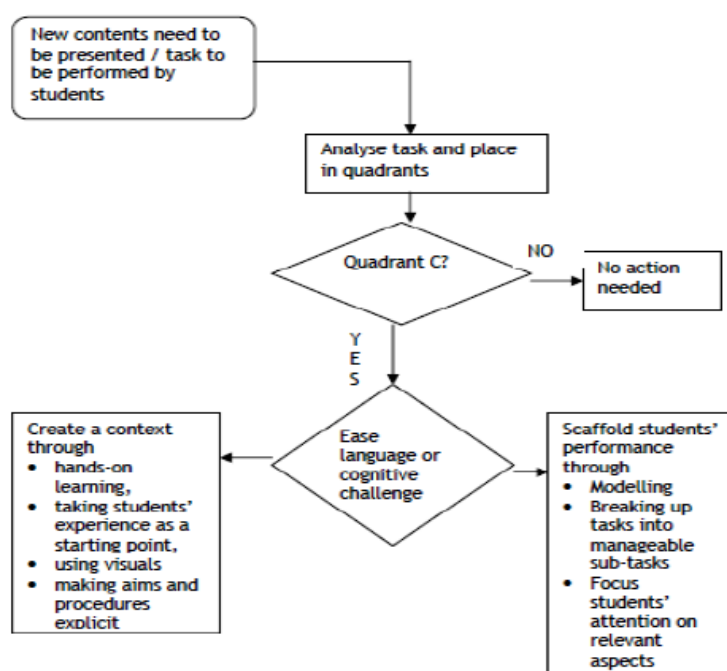 New contents need to
be presented / task to
be performed by
students
Analyse task and place
in quadrants
Quadrant C?
NO
No action
needed
Y
E
S
Ease
language or
cognitive
challenge
Create a context
through
• hands-on
learning,
• taking students'
experience as a
starting point,
• using visuals
• making aims and
procedures
explicit
Scaffold students'
performance
through
• Modelling
• Breaking up
tasks into
manageable
sub-tasks
• Focus
students'
attention on
relevant
aspects